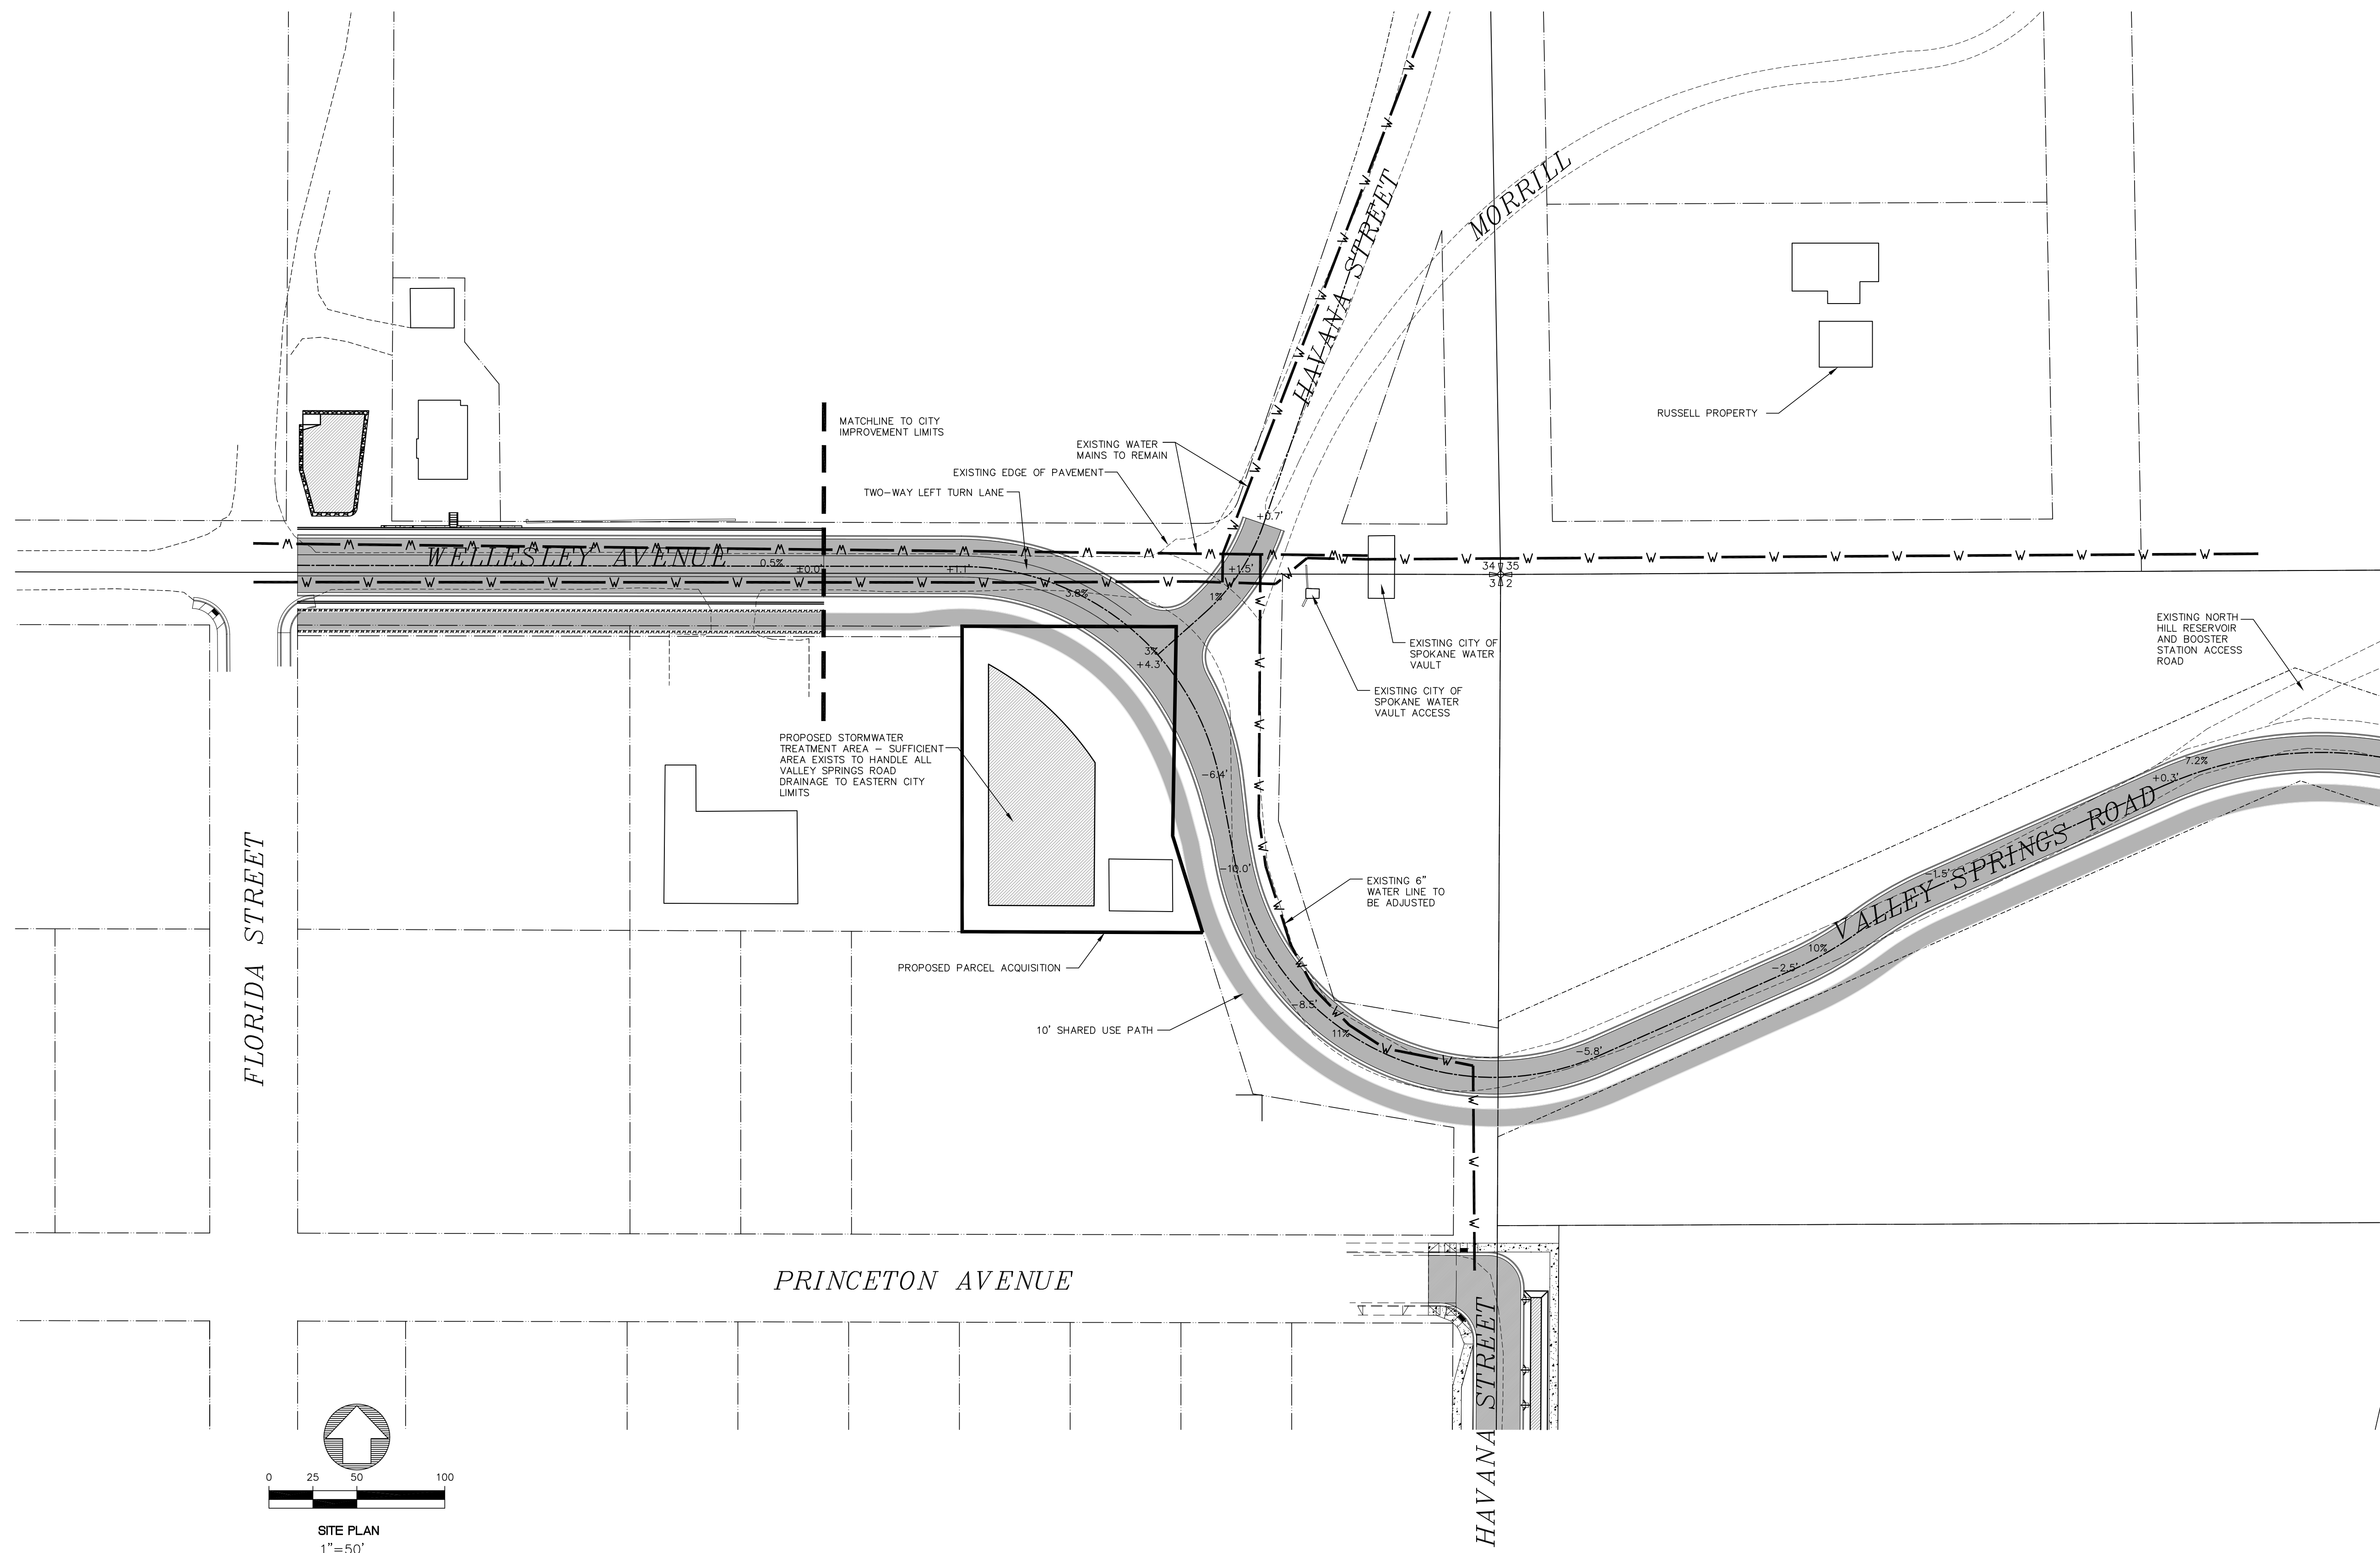 HAVANA STREET
MORRILL
RUSSELL PROPERTY
MATCHLINE TO CITY
IMPROVEMENT LIMITS
EXISTING WATER
MAINS TO REMAIN
EXISTING EDGE OF PAVEMENT
TWO-WAY LEFT TURN LANE
+0.7'
WELLESLEY AVENUE
0.5%
±0.0'
+1.1'
3.8%
+1.5'
1%
34 35
3 2
3%
+4.3'
EXISTING CITY OF
SPOKANE WATER
VAULT
EXISTING CITY OF
SPOKANE WATER
VAULT ACCESS
EXISTING NORTH
HILL RESERVOIR
AND BOOSTER
STATION ACCESS
ROAD
PROPOSED STORMWATER
TREATMENT AREA – SUFFICIENT
AREA EXISTS TO HANDLE ALL
VALLEY SPRINGS ROAD
DRAINAGE TO EASTERN CITY
LIMITS
-6.4'
7.2%
+0.3'
VALLEY SPRINGS ROAD
-10.0'
-1.5'
EXISTING 6"
WATER LINE TO
BE ADJUSTED
FLORIDA STREET
10%
-2.5'
PROPOSED PARCEL ACQUISITION
-8.5'
11%
10' SHARED USE PATH
-5.8'
PRINCETON AVENUE
HAVANA STREET
0 25 50 100
SITE PLAN
1"=50'